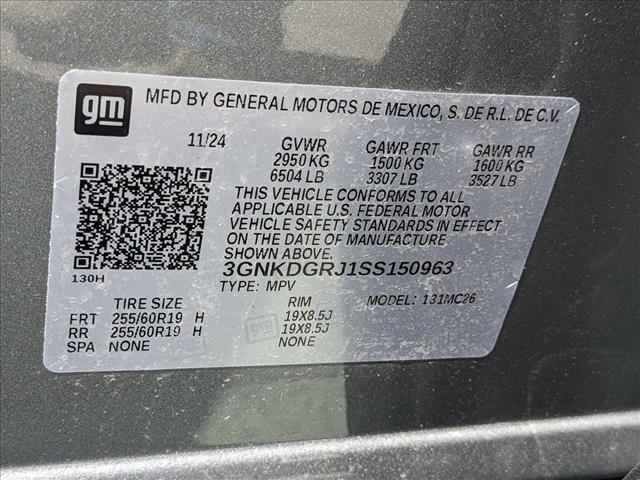 gm MFD BY GENERAL MOTORS DE MEXICO, S. DE R.L. DE C.V.
11/24 GVWR GAWR FRT GAWR RR
2950 KG 1500 KG 1600 KG
6504 LB 3307 LB 3527 LB
THIS VEHICLE CONFORMS TO ALL
APPLICABLE U.S. FEDERAL MOTOR
VEHICLE SAFETY STANDARDS IN EFFECT
ON THE DATE OF MANUFACTURE
SHOWN ABOVE.
3GNKDGRJ1SS150963
130H TYPE: MPV
TIRE SIZE RIM MODEL: 131MC26
FRT 255/60R19 H 19X8.5J
RR 255/60R19 H gm 19X8.5J
SPA NONE NONE